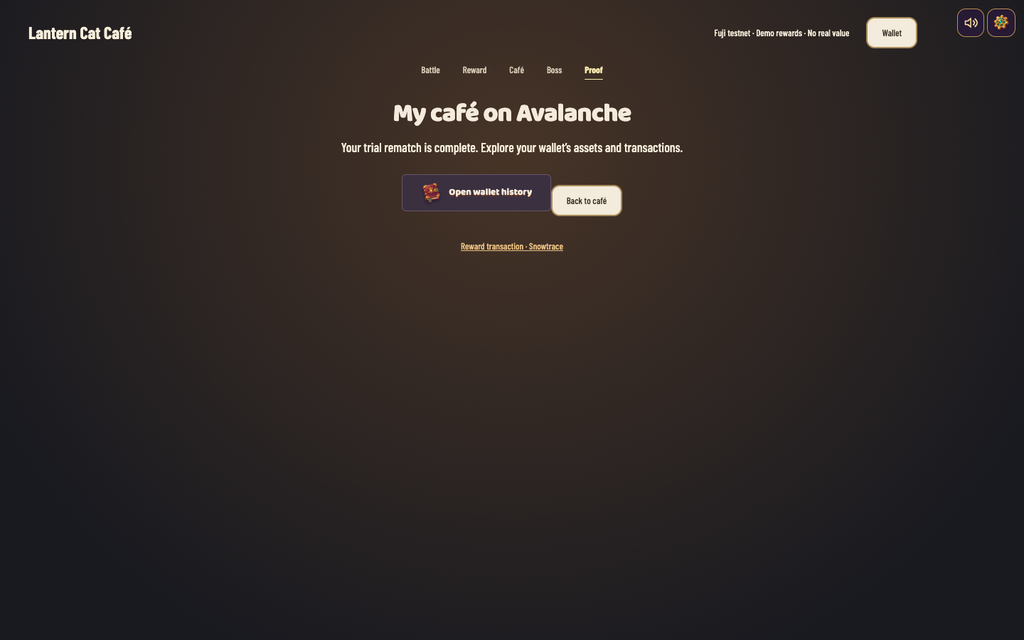 Lantern Cat Café
Fuji testnet · Demo rewards · No real value
Wallet
Battle
Reward
Café
Boss
Proof
My café on Avalanche
Your trial rematch is complete. Explore your wallet’s assets and transactions.
Open wallet history
Back to café
Reward transaction · Snowtrace